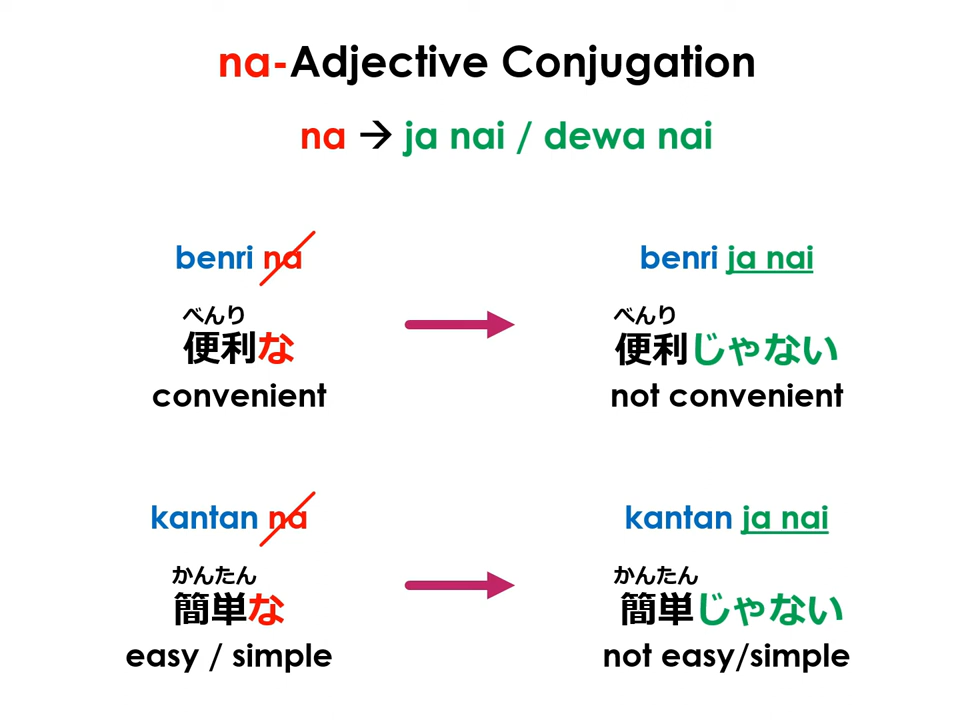 na-Adjective Conjugation
na → ja nai / dewa nai
benri na
benri ja nai
べんり
べんり
便利な
便利じゃない
convenient
not convenient
kantan na
kantan ja nai
かんたん
かんたん
簡単な
簡単じゃない
easy / simple
not easy/simple